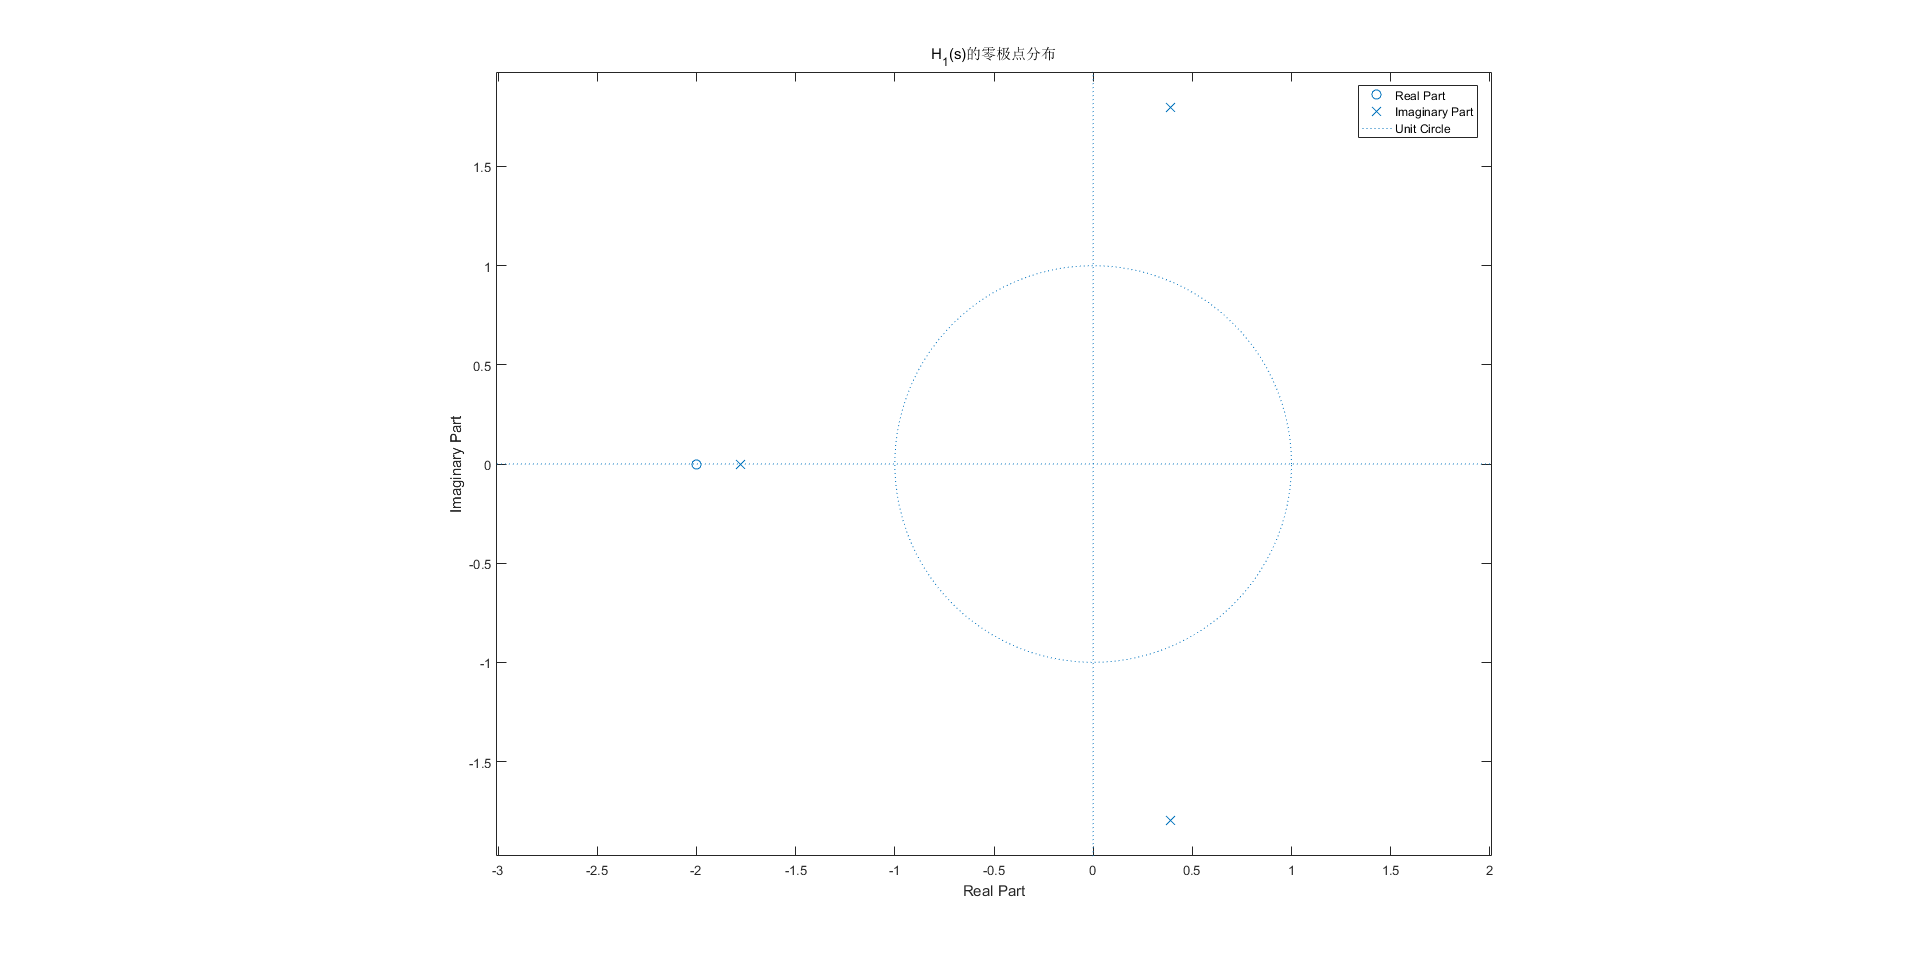 H1(s)的零极点分布
Real Part
Imaginary Part
Unit Circle
1.5
1
0.5
0
-0.5
-1
-1.5
Imaginary Part
-3 -2.5 -2 -1.5 -1 -0.5 0 0.5 1 1.5 2
Real Part